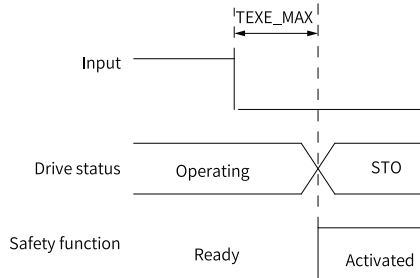 TEXE_MAX
Input
Drive status Operating STO
Safety function Ready Activated